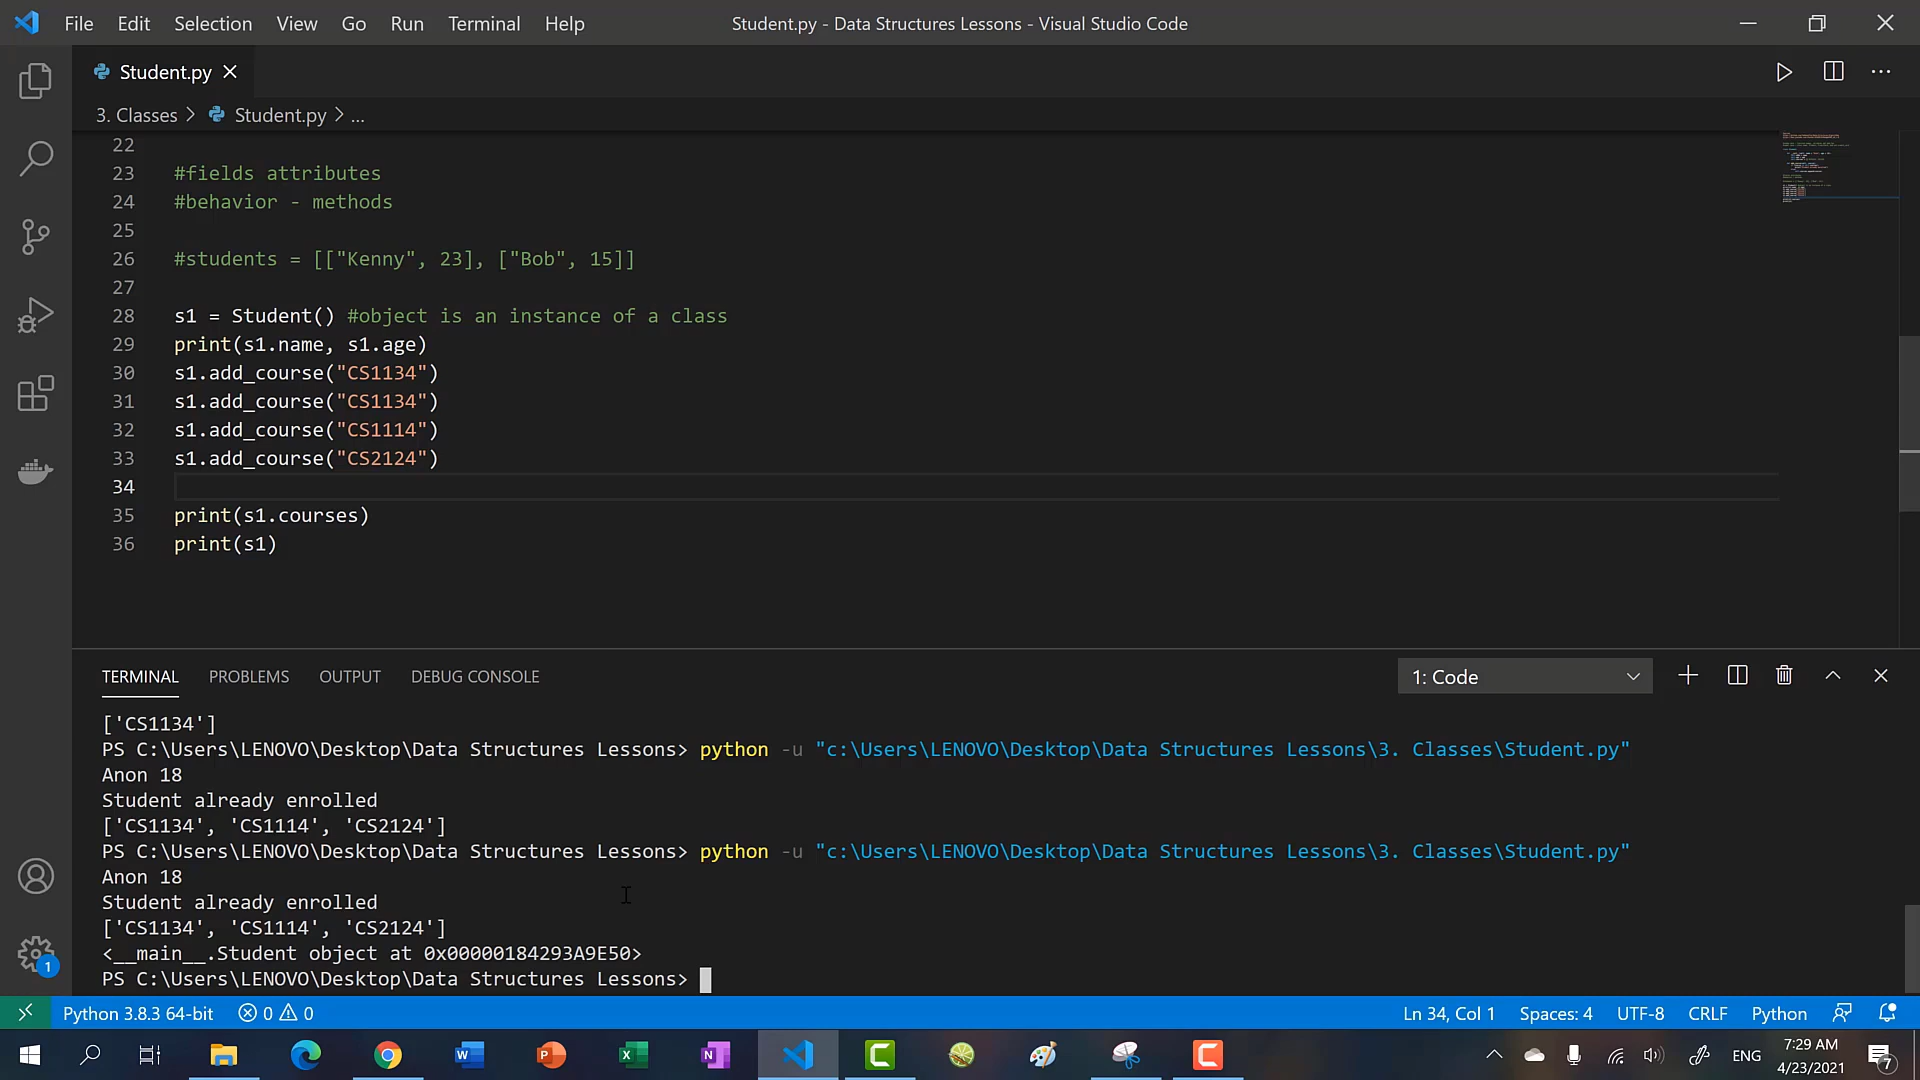 File Edit Selection View Go Run Terminal Help
Student.py - Data Structures Lessons - Visual Studio Code
Student.py
3. Classes > Student.py > ...
22
23 #fields attributes
24 #behavior - methods
25
26 #students = [["Kenny", 23], ["Bob", 15]]
27
28 s1 = Student() #object is an instance of a class
29 print(s1.name, s1.age)
30 s1.add_course("CS1134")
31 s1.add_course("CS1134")
32 s1.add_course("CS1114")
33 s1.add_course("CS2124")
34
35 print(s1.courses)
36 print(s1)
TERMINAL PROBLEMS OUTPUT DEBUG CONSOLE
1: Code
['CS1134']
PS C:\Users\LENOVO\Desktop\Data Structures Lessons> python -u "c:\Users\LENOVO\Desktop\Data Structures Lessons\3. Classes\Student.py"
Anon 18
Student already enrolled
['CS1134', 'CS1114', 'CS2124']
PS C:\Users\LENOVO\Desktop\Data Structures Lessons> python -u "c:\Users\LENOVO\Desktop\Data Structures Lessons\3. Classes\Student.py"
Anon 18
Student already enrolled
['CS1134', 'CS1114', 'CS2124']
<__main__.Student object at 0x00000184293A9E50>
PS C:\Users\LENOVO\Desktop\Data Structures Lessons>
1
Python 3.8.3 64-bit 0 0
Ln 34, Col 1 Spaces: 4 UTF-8 CRLF Python
ENG
7:29 AM
4/23/2021
7